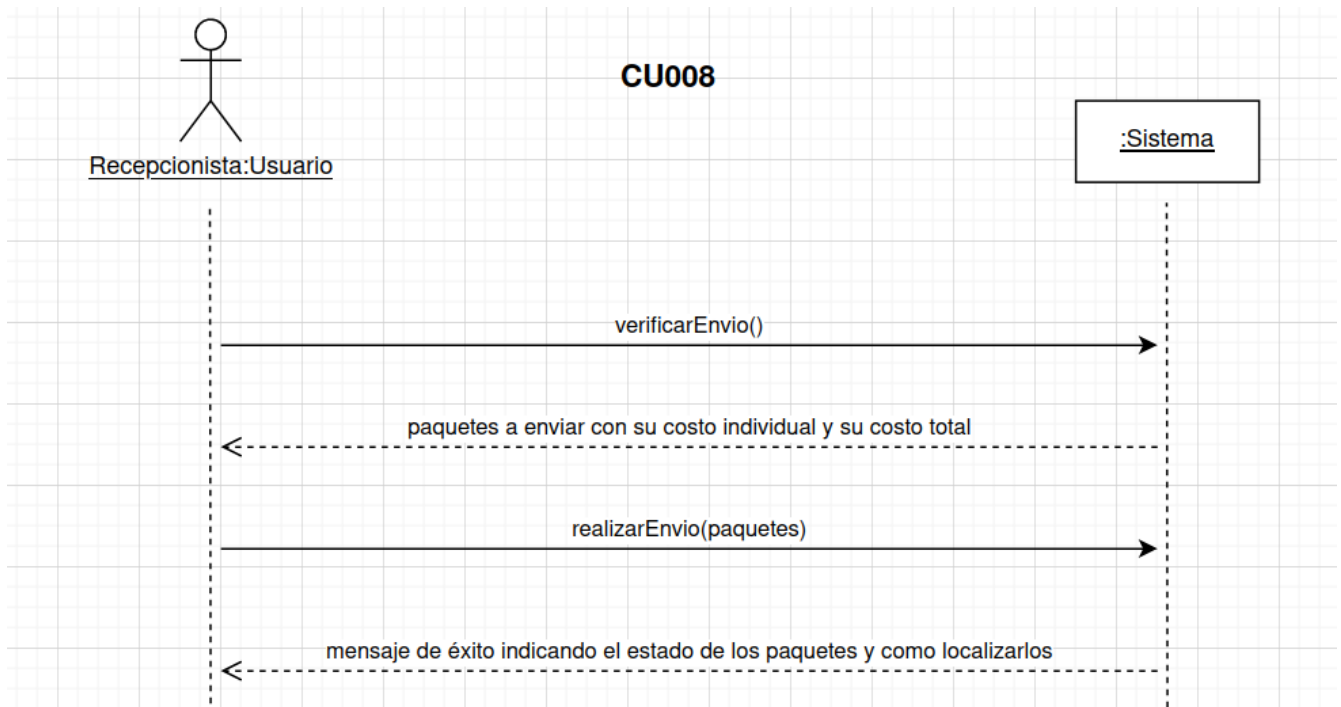 CU008
Recepcionista:Usuario
:Sistema
verificarEnvio()
paquetes a enviar con su costo individual y su costo total
realizarEnvio(paquetes)
mensaje de éxito indicando el estado de los paquetes y como localizarlos